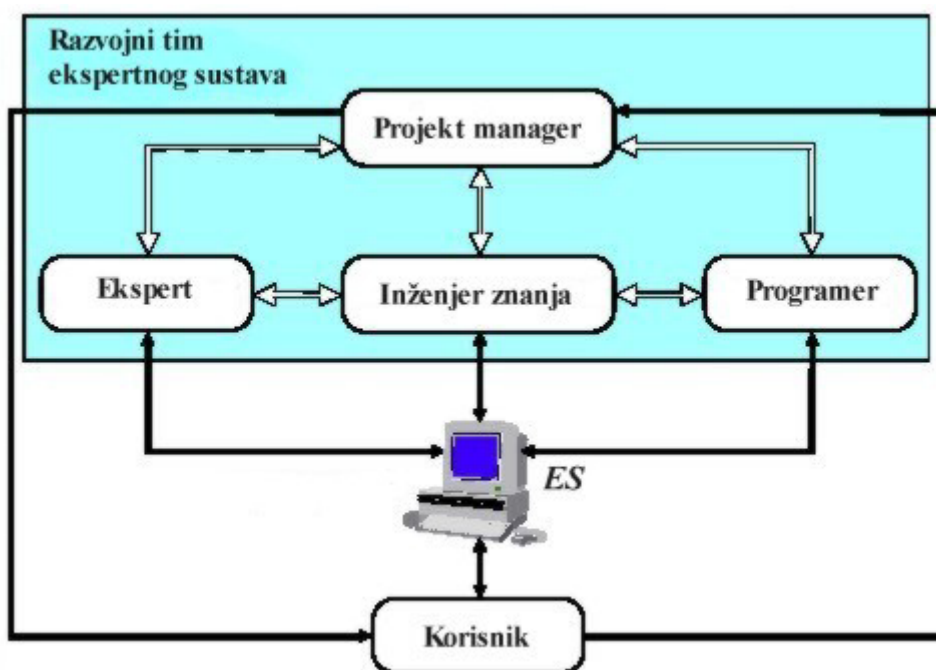 Razvojni tim
ekspertnog sustava
Projekt manager
Ekspert
Inženjer znanja
Programer
ES
Korisnik